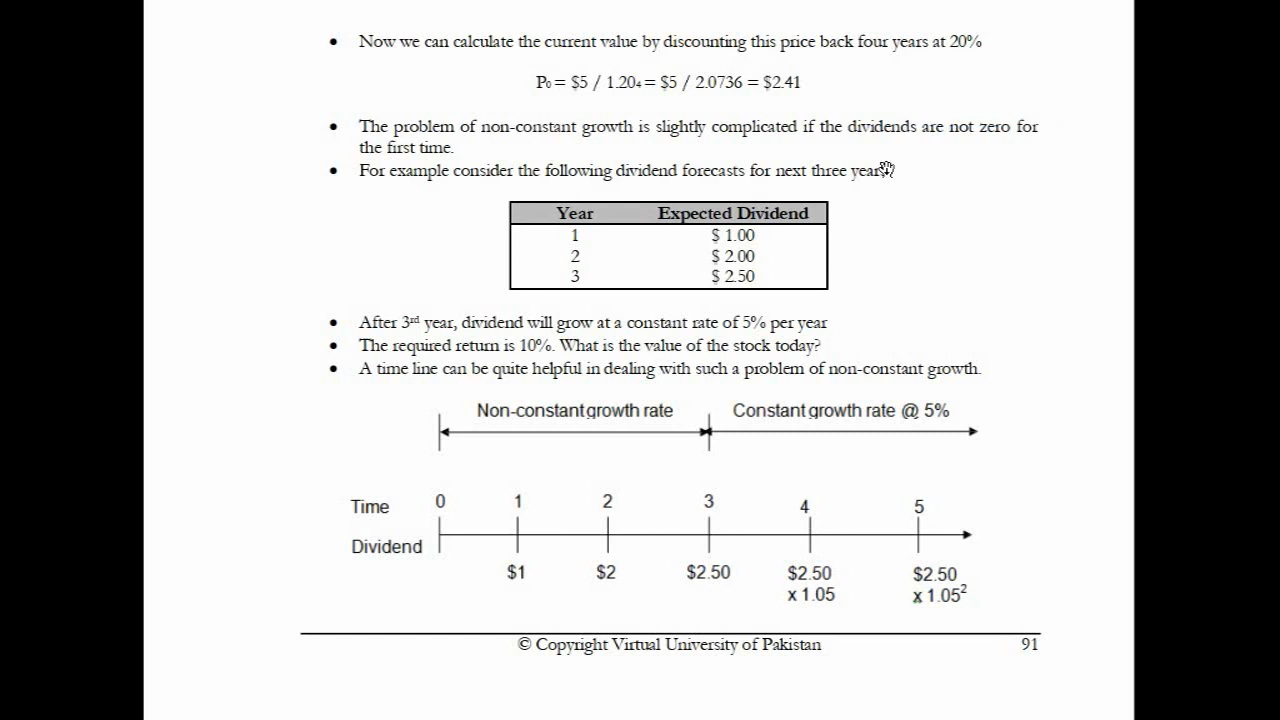 • Now we can calculate the current value by discounting this price back four years at 20%
P0 = $5 / 1.204 = $5 / 2.0736 = $2.41
• The problem of non-constant growth is slightly complicated if the dividends are not zero for
the first time.
• For example consider the following dividend forecasts for next three years?
Year Expected Dividend
1 $ 1.00
2 $ 2.00
3 $ 2.50
• After 3rd year, dividend will grow at a constant rate of 5% per year
• The required return is 10%. What is the value of the stock today?
• A time line can be quite helpful in dealing with such a problem of non-constant growth.
Non-constant growth rate Constant growth rate @ 5%
Time 0 1 2 3 4 5
Dividend
$1 $2 $2.50 $2.50 $2.50
x 1.05 x 1.05²
© Copyright Virtual University of Pakistan 91